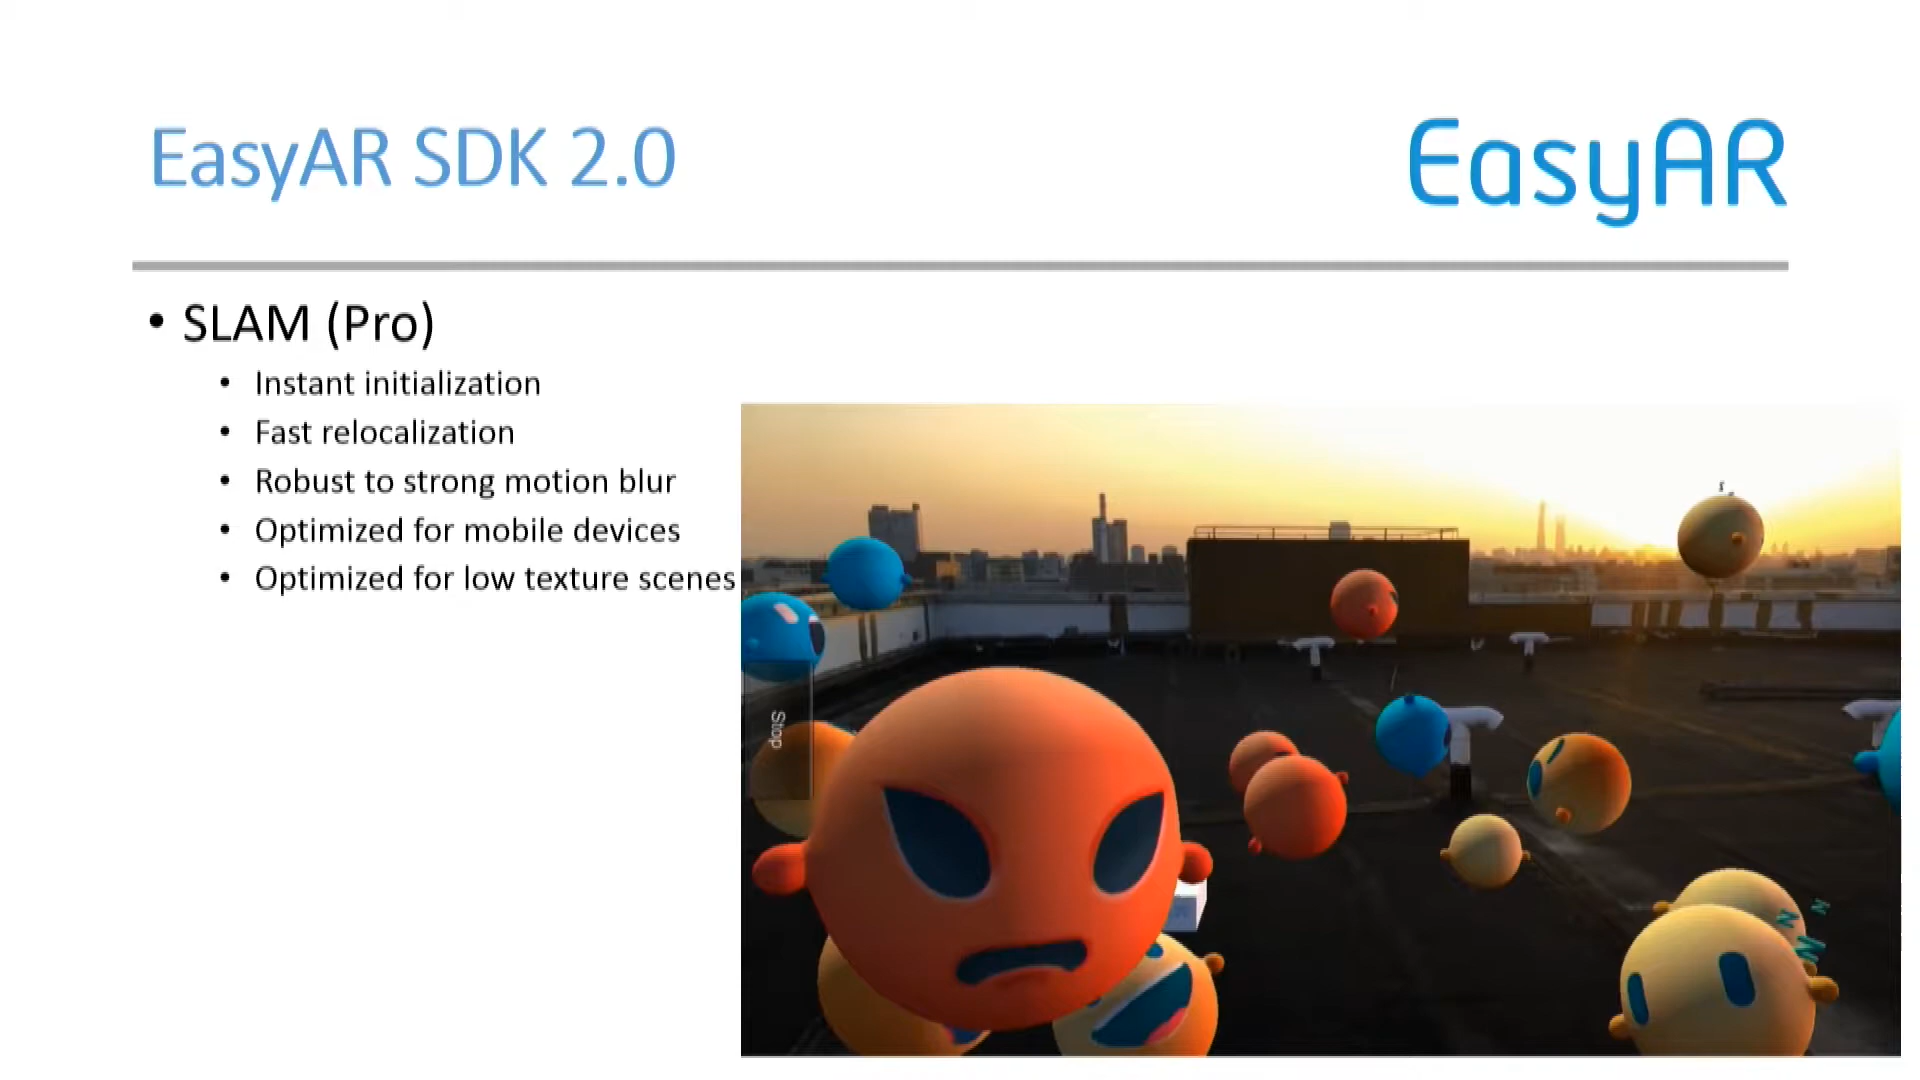 EasyAR SDK 2.0
EasyAR
• SLAM (Pro)
• Instant initialization
• Fast relocalization
• Robust to strong motion blur
• Optimized for mobile devices
• Optimized for low texture scenes
Stop